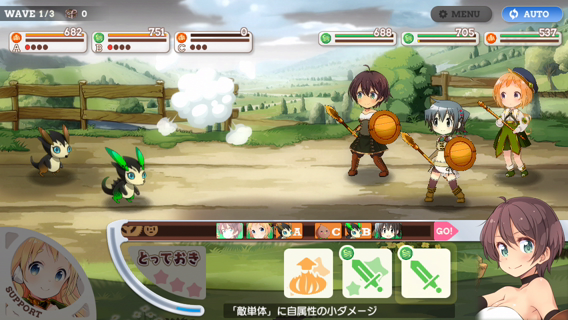 WAVE 1/3 0
MENU
AUTO
682
751
0
688
705
537
A
B
C
A C B GO!
とっておき
SUPPORT
「敵単体」に自属性の小ダメージ